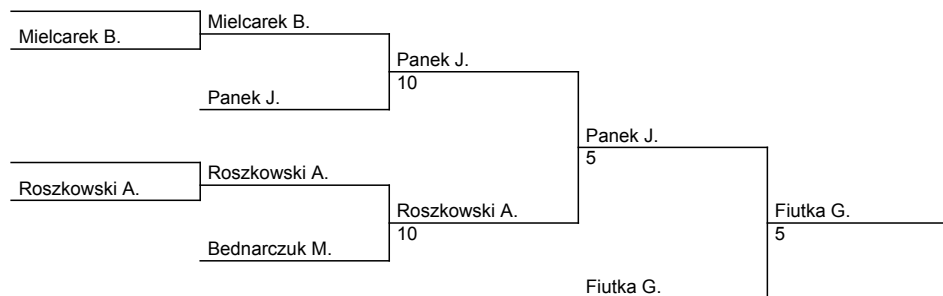 Mielcarek B.
Mielcarek B.
Panek J.
10
Panek J.
Panek J.
5
Roszkowski A.
Roszkowski A.
Roszkowski A.
10
Fiutka G.
5
Bednarczuk M.
Fiutka G.